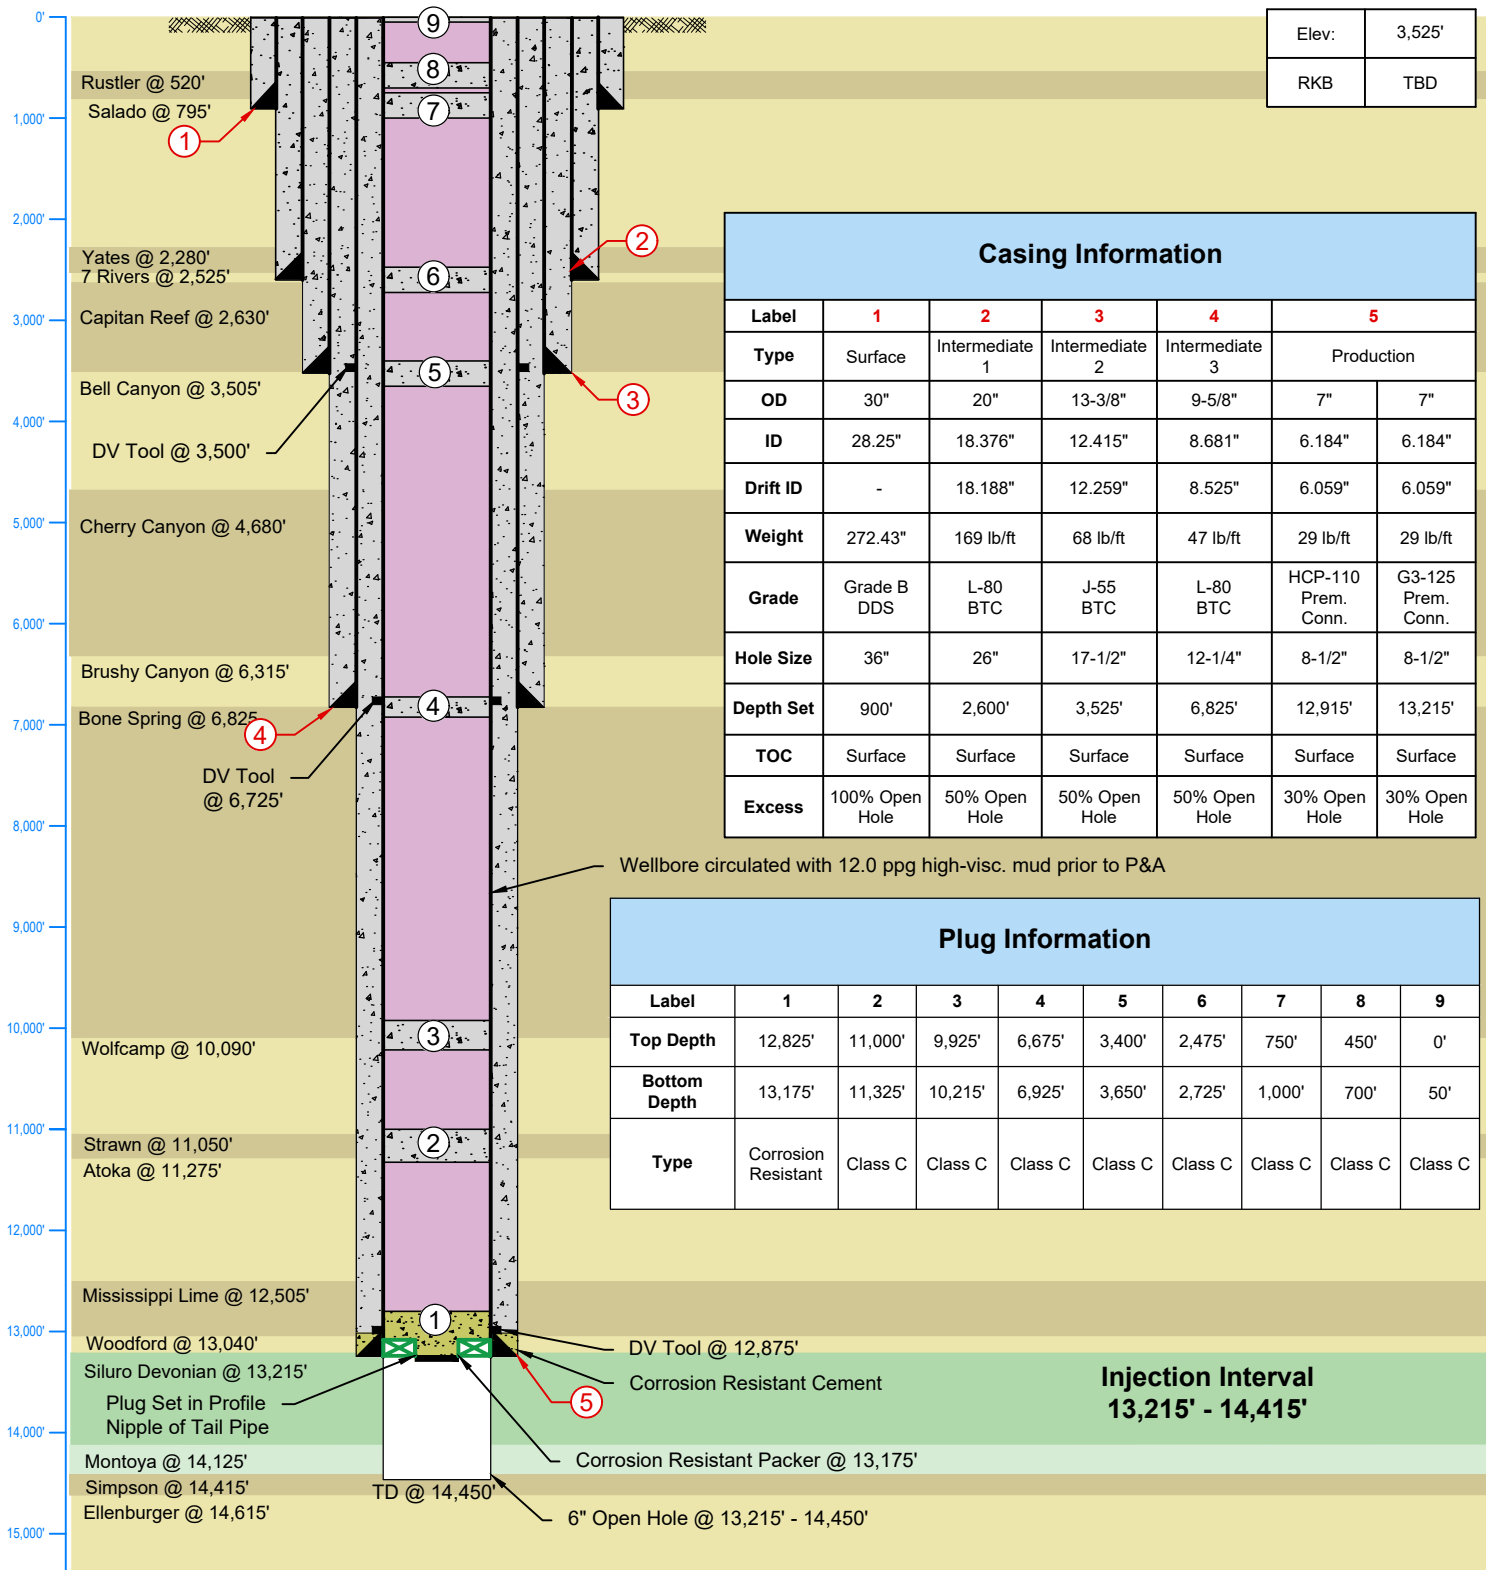 0'
1,000'
2,000'
3,000'
4,000'
5,000'
6,000'
7,000'
8,000'
9,000'
10,000'
11,000'
12,000'
13,000'
14,000'
15,000'
Rustler @ 520'
Salado @ 795'
Yates @ 2,280'
7 Rivers @ 2,525'
Capitan Reef @ 2,630'
Bell Canyon @ 3,505'
DV Tool @ 3,500'
Cherry Canyon @ 4,680'
Brushy Canyon @ 6,315'
Bone Spring @ 6,825
DV Tool
@ 6,725'
Wolfcamp @ 10,090'
Strawn @ 11,050'
Atoka @ 11,275'
Mississippi Lime @ 12,505'
Woodford @ 13,040'
Siluro Devonian @ 13,215'
Plug Set in Profile
Nipple of Tail Pipe
Montoya @ 14,125'
Simpson @ 14,415'
Ellenburger @ 14,615'
9
8
7
6
5
4
3
2
1
1
2
3
4
5
TD @ 14,450'
Elev: 3,525'
RKB TBD
Casing Information
Label 1 2 3 4 5
Type Surface Intermediate 1 Intermediate 2 Intermediate 3 Production
OD 30" 20" 13-3/8" 9-5/8" 7" 7"
ID 28.25" 18.376" 12.415" 8.681" 6.184" 6.184"
Drift ID - 18.188" 12.259" 8.525" 6.059" 6.059"
Weight 272.43" 169 lb/ft 68 lb/ft 47 lb/ft 29 lb/ft 29 lb/ft
Grade Grade B DDS L-80 BTC J-55 BTC L-80 BTC HCP-110 Prem. Conn. G3-125 Prem. Conn.
Hole Size 36" 26" 17-1/2" 12-1/4" 8-1/2" 8-1/2"
Depth Set 900' 2,600' 3,525' 6,825' 12,915' 13,215'
TOC Surface Surface Surface Surface Surface Surface
Excess 100% Open Hole 50% Open Hole 50% Open Hole 50% Open Hole 30% Open Hole 30% Open Hole
Wellbore circulated with 12.0 ppg high-visc. mud prior to P&A
Plug Information
Label 1 2 3 4 5 6 7 8 9
Top Depth 12,825' 11,000' 9,925' 6,675' 3,400' 2,475' 750' 450' 0'
Bottom Depth 13,175' 11,325' 10,215' 6,925' 3,650' 2,725' 1,000' 700' 50'
Type Corrosion Resistant Class C Class C Class C Class C Class C Class C Class C Class C
DV Tool @ 12,875'
Corrosion Resistant Cement
Injection Interval
13,215' - 14,415'
Corrosion Resistant Packer @ 13,175'
6" Open Hole @ 13,215' - 14,450'